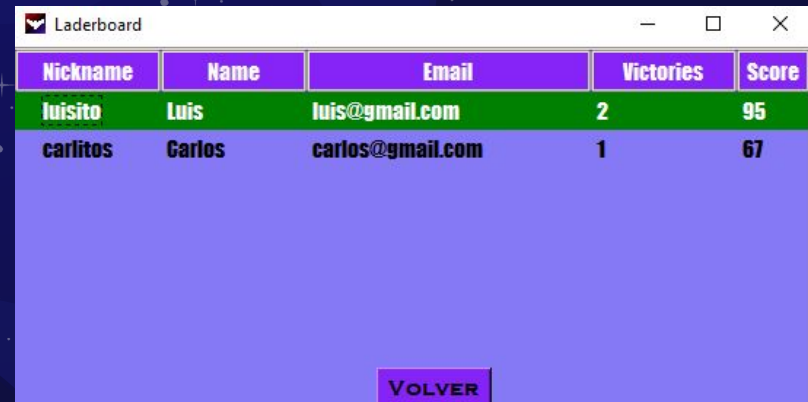 Laderboard
Nickname Name Email Victories Score
luisito Luis luis@gmail.com 2 95
carlitos Carlos carlos@gmail.com 1 67
VOLVER